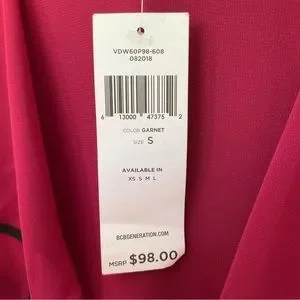 VDW60P98-608
082018
6 13000 47375 2
COLOR GARNET
SIZE S
AVAILABLE IN
XS S M L
BCBGENERATION.COM
MSRP $98.00